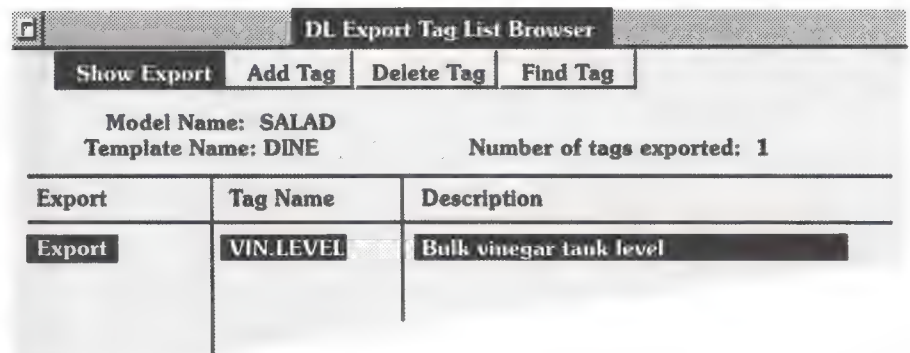 DL Export Tag List Browser
Show Export Add Tag Delete Tag Find Tag
Model Name: SALAD
Template Name: DINE Number of tags exported: 1
Export Tag Name Description
Export VIN.LEVEL Bulk vinegar tank level